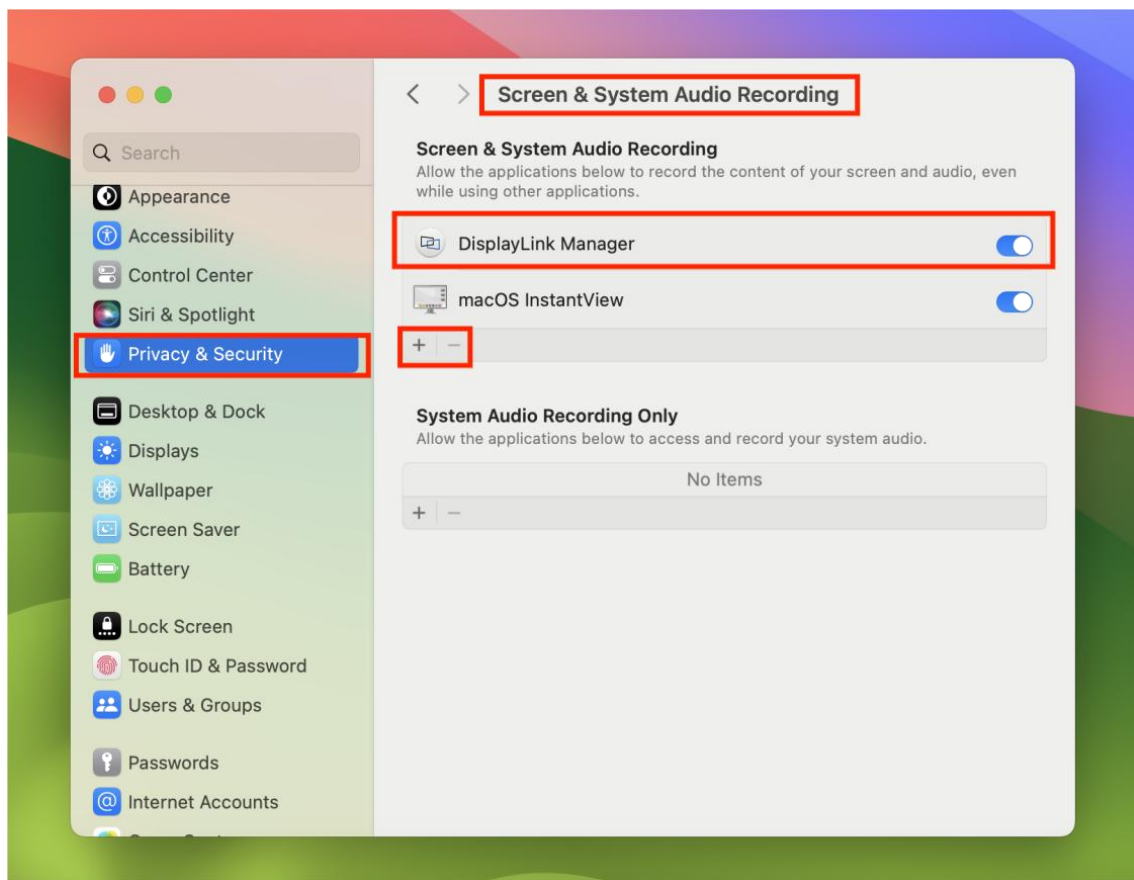 Screen & System Audio Recording
Search
Appearance
Accessibility
Control Center
Siri & Spotlight
Privacy & Security
Desktop & Dock
Displays
Wallpaper
Screen Saver
Battery
Lock Screen
Touch ID & Password
Users & Groups
Passwords
Internet Accounts
Screen & System Audio Recording
Allow the applications below to record the content of your screen and audio, even
while using other applications.
DisplayLink Manager
macOS InstantView
+ −
System Audio Recording Only
Allow the applications below to access and record your system audio.
No Items
+ −